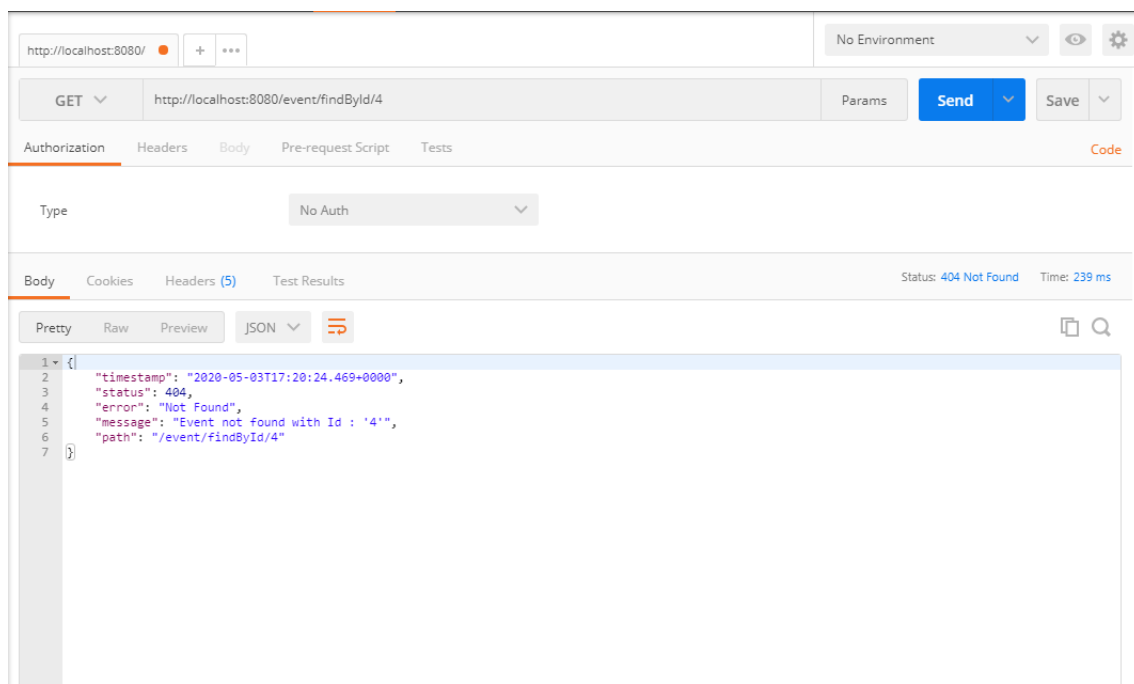 http://localhost:8080/
No Environment
GET http://localhost:8080/event/findById/4 Params Send Save
Authorization Headers Body Pre-request Script Tests Code
Type No Auth
Body Cookies Headers (5) Test Results Status: 404 Not Found Time: 239 ms
Pretty Raw Preview JSON
1 {
2 "timestamp": "2020-05-03T17:20:24.469+0000",
3 "status": 404,
4 "error": "Not Found",
5 "message": "Event not found with Id : '4'",
6 "path": "/event/findById/4"
7 }